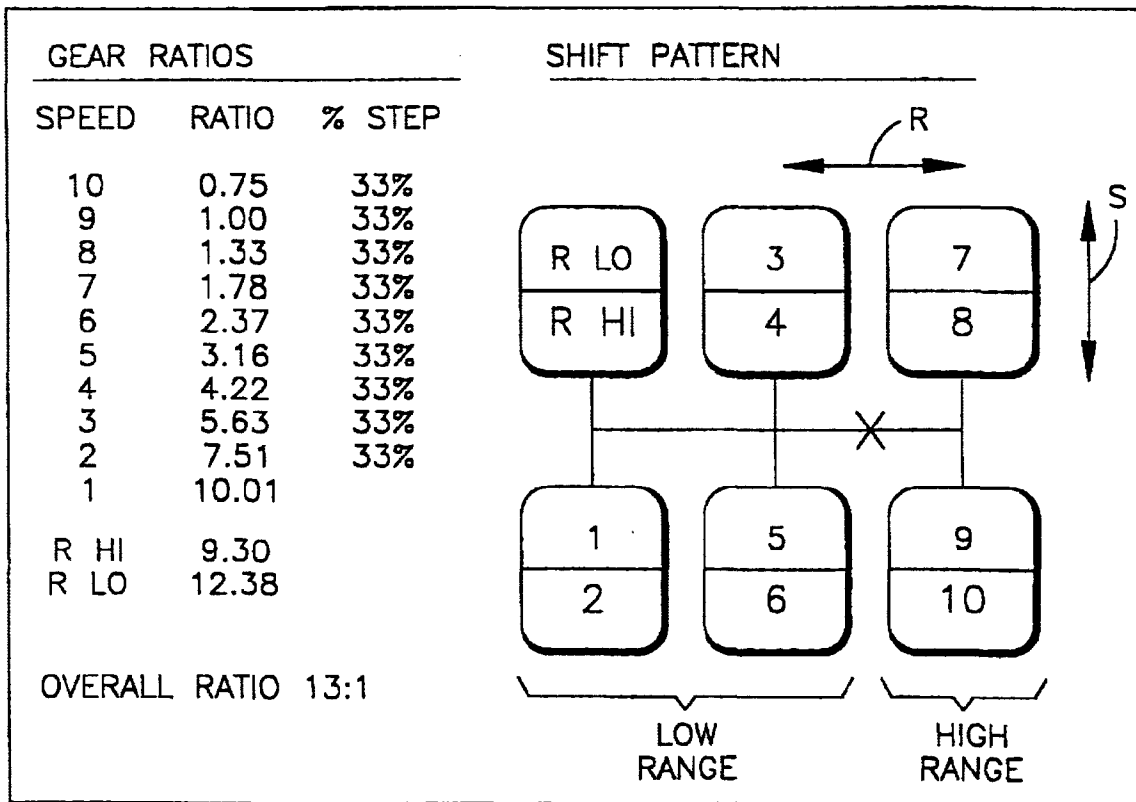 GEAR RATIOS
SPEED RATIO % STEP
10 0.75 33%
9 1.00 33%
8 1.33 33%
7 1.78 33%
6 2.37 33%
5 3.16 33%
4 4.22 33%
3 5.63 33%
2 7.51 33%
1 10.01
R HI 9.30
R LO 12.38
OVERALL RATIO 13:1
SHIFT PATTERN
R
S
R LO 3 7
R HI 4 8
1 5 9
2 6 10
LOW RANGE
HIGH RANGE